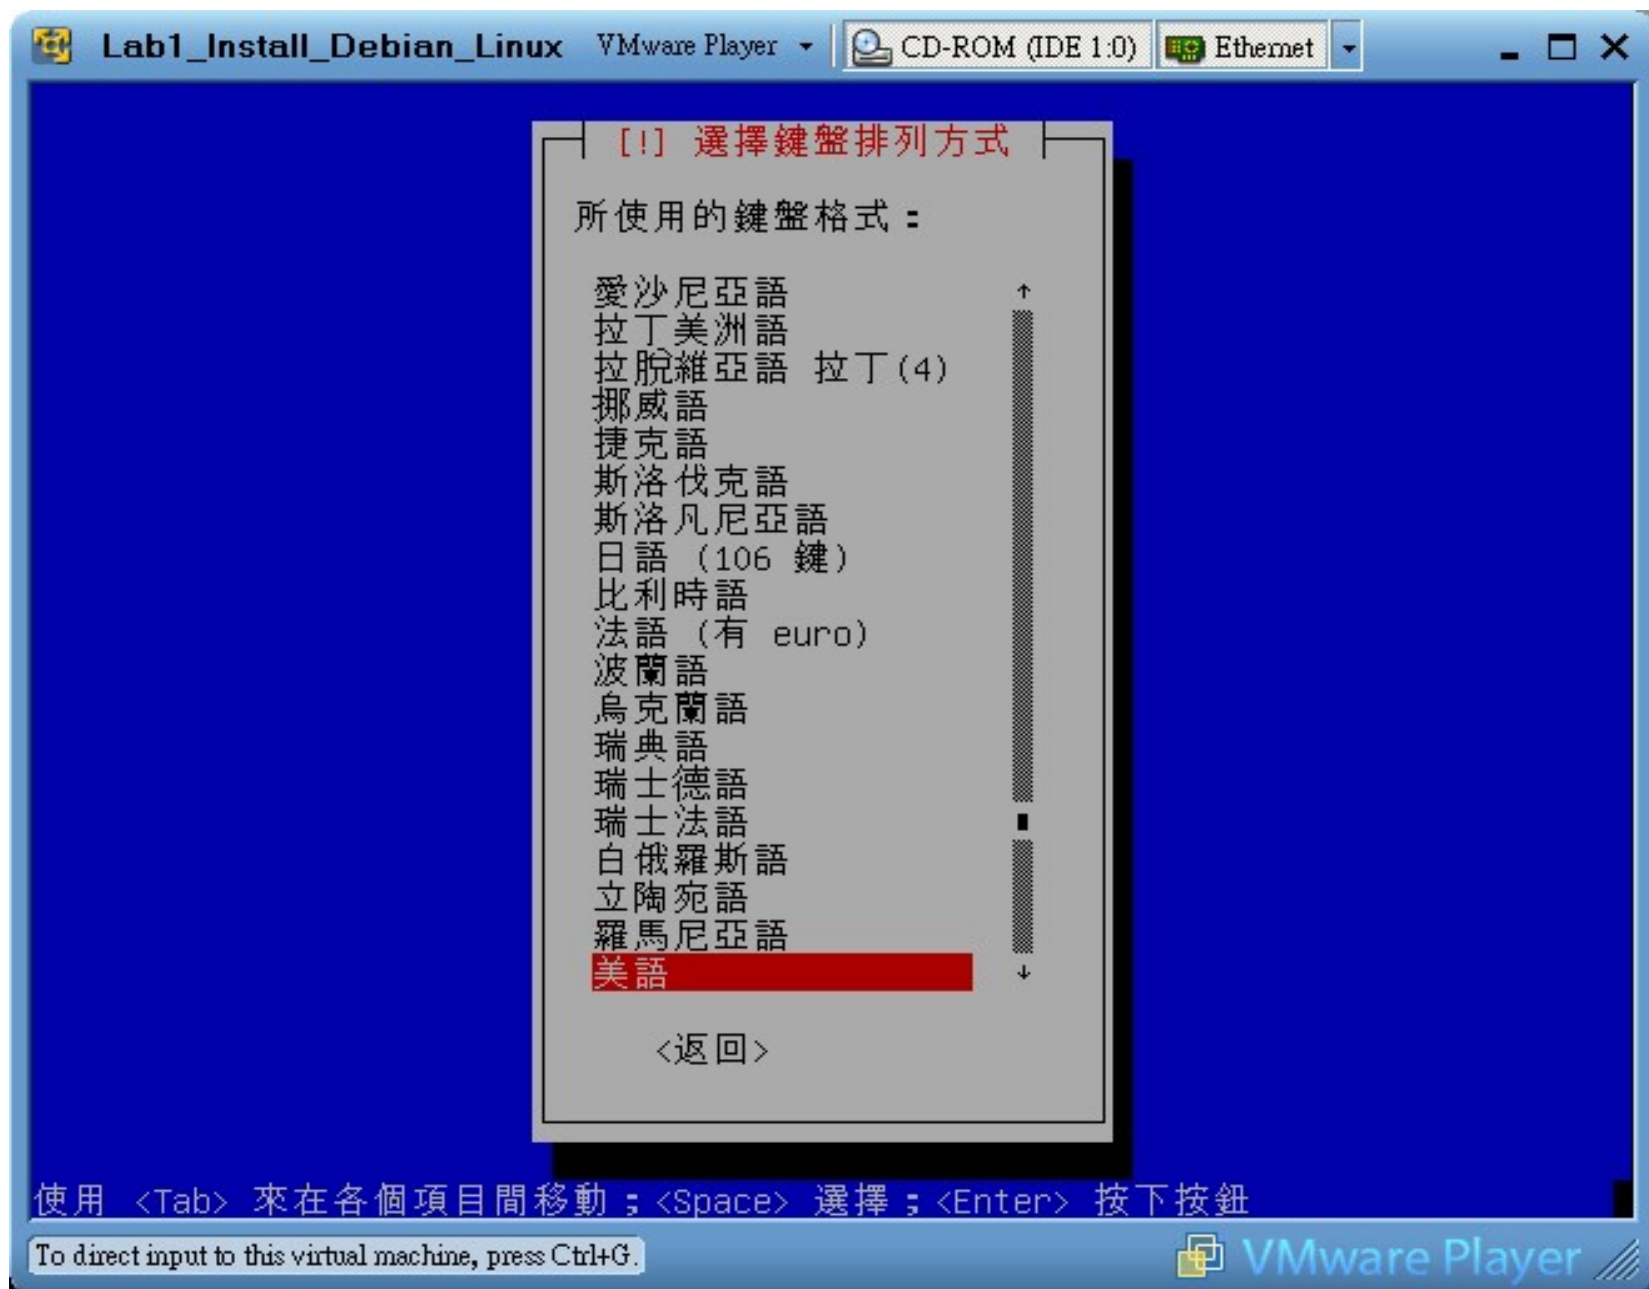 Lab1_Install_Debian_Linux VMware Player CD-ROM (IDE 1:0) Ethernet
[!] 選擇鍵盤排列方式
所使用的鍵盤格式：
愛沙尼亞語
拉丁美洲語
拉脫維亞語 拉丁(4)
挪威語
捷克語
斯洛伐克語
斯洛凡尼亞語
日語 (106 鍵)
比利時語
法語 (有 euro)
波蘭語
烏克蘭語
瑞典語
瑞士德語
瑞士法語
白俄羅斯語
立陶宛語
羅馬尼亞語
美語
<返回>
使用 <Tab> 來在各個項目間移動；<Space> 選擇；<Enter> 按下按鈕
To direct input to this virtual machine, press Ctrl+G. VMware Player